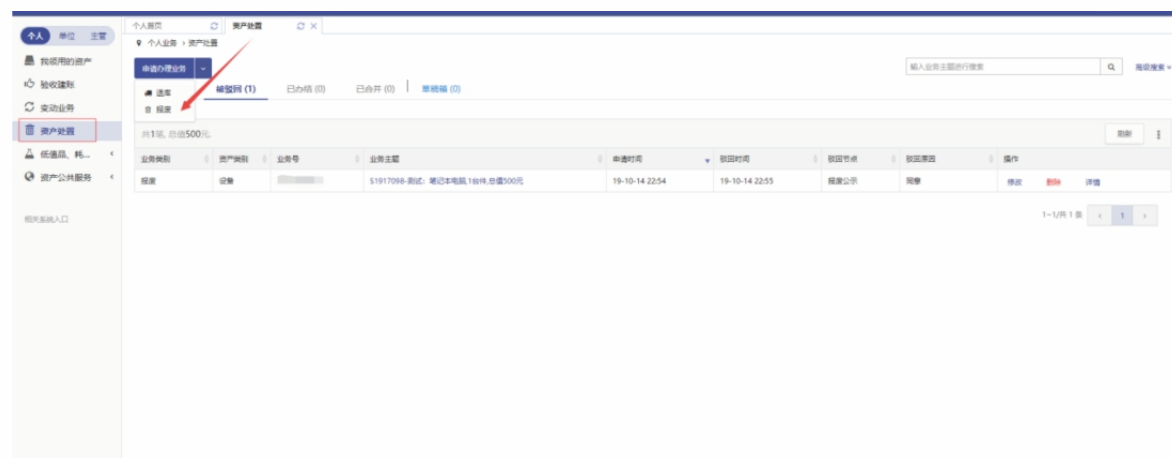 个人首页 资产处置
个人 单位 主管
个人业务 › 资产处置
我领用的资产
验收建账
变动业务
资产处置
低值品、耗...
资产公共服务
相关系统入口
申请办理业务
输入业务主题进行搜索
高级搜索
退库
报废
被驳回 (1) 已办结 (0) 已合并 (0) 草稿箱 (0)
共1笔, 总值500元.
刷新
业务类别 资产类别 业务号 业务主题 申请时间 驳回时间 驳回节点 驳回原因 操作
报废 设备 S1917098-测试：笔记本电脑,1台件,总值500元 19-10-14 22:54 19-10-14 22:55 报废公示 同意 修改 删除 详情
1~1/共 1 条 ‹ 1 ›